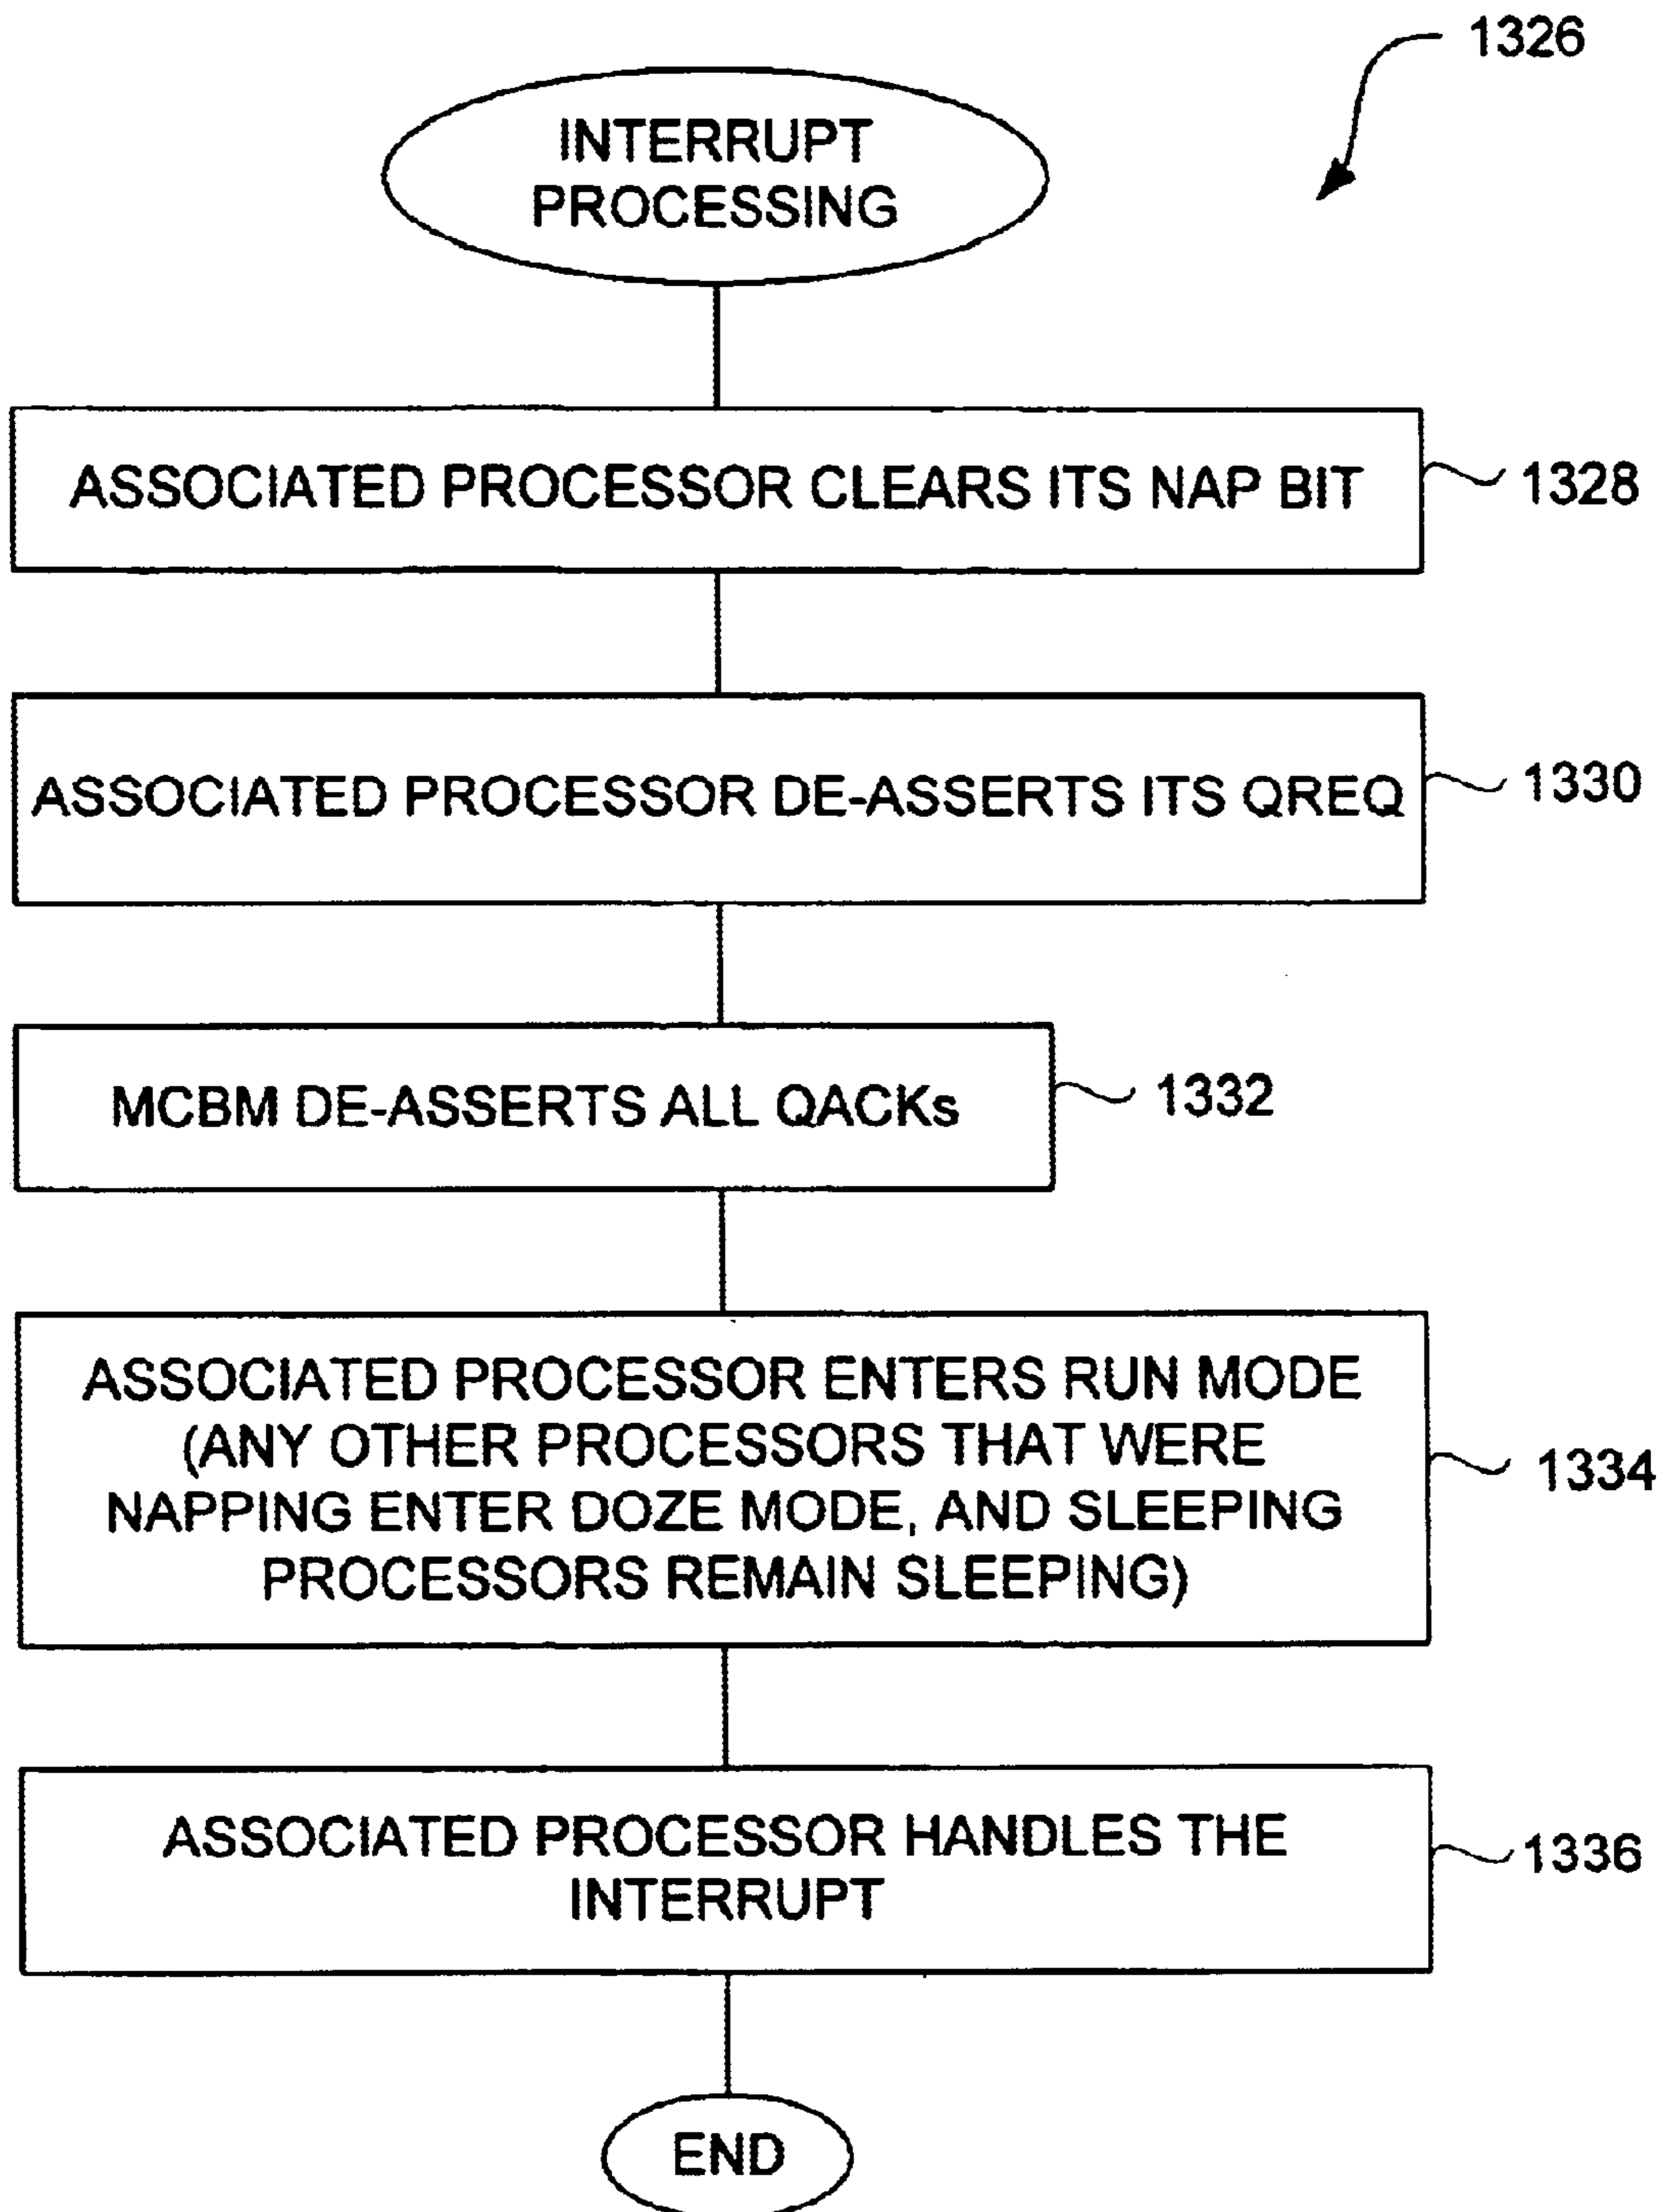 1326
INTERRUPT
PROCESSING
ASSOCIATED PROCESSOR CLEARS ITS NAP BIT
1328
ASSOCIATED PROCESSOR DE-ASSERTS ITS QREQ
1330
MCBM DE-ASSERTS ALL QACKs
1332
ASSOCIATED PROCESSOR ENTERS RUN MODE
(ANY OTHER PROCESSORS THAT WERE
NAPPING ENTER DOZE MODE, AND SLEEPING
PROCESSORS REMAIN SLEEPING)
1334
ASSOCIATED PROCESSOR HANDLES THE
INTERRUPT
1336
END